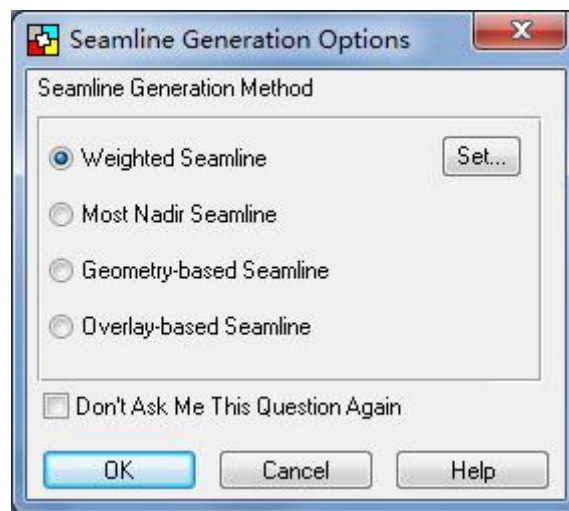 Seamline Generation Options
Seamline Generation Method
Weighted Seamline Set...
Most Nadir Seamline
Geometry-based Seamline
Overlay-based Seamline
Don't Ask Me This Question Again
OK Cancel Help